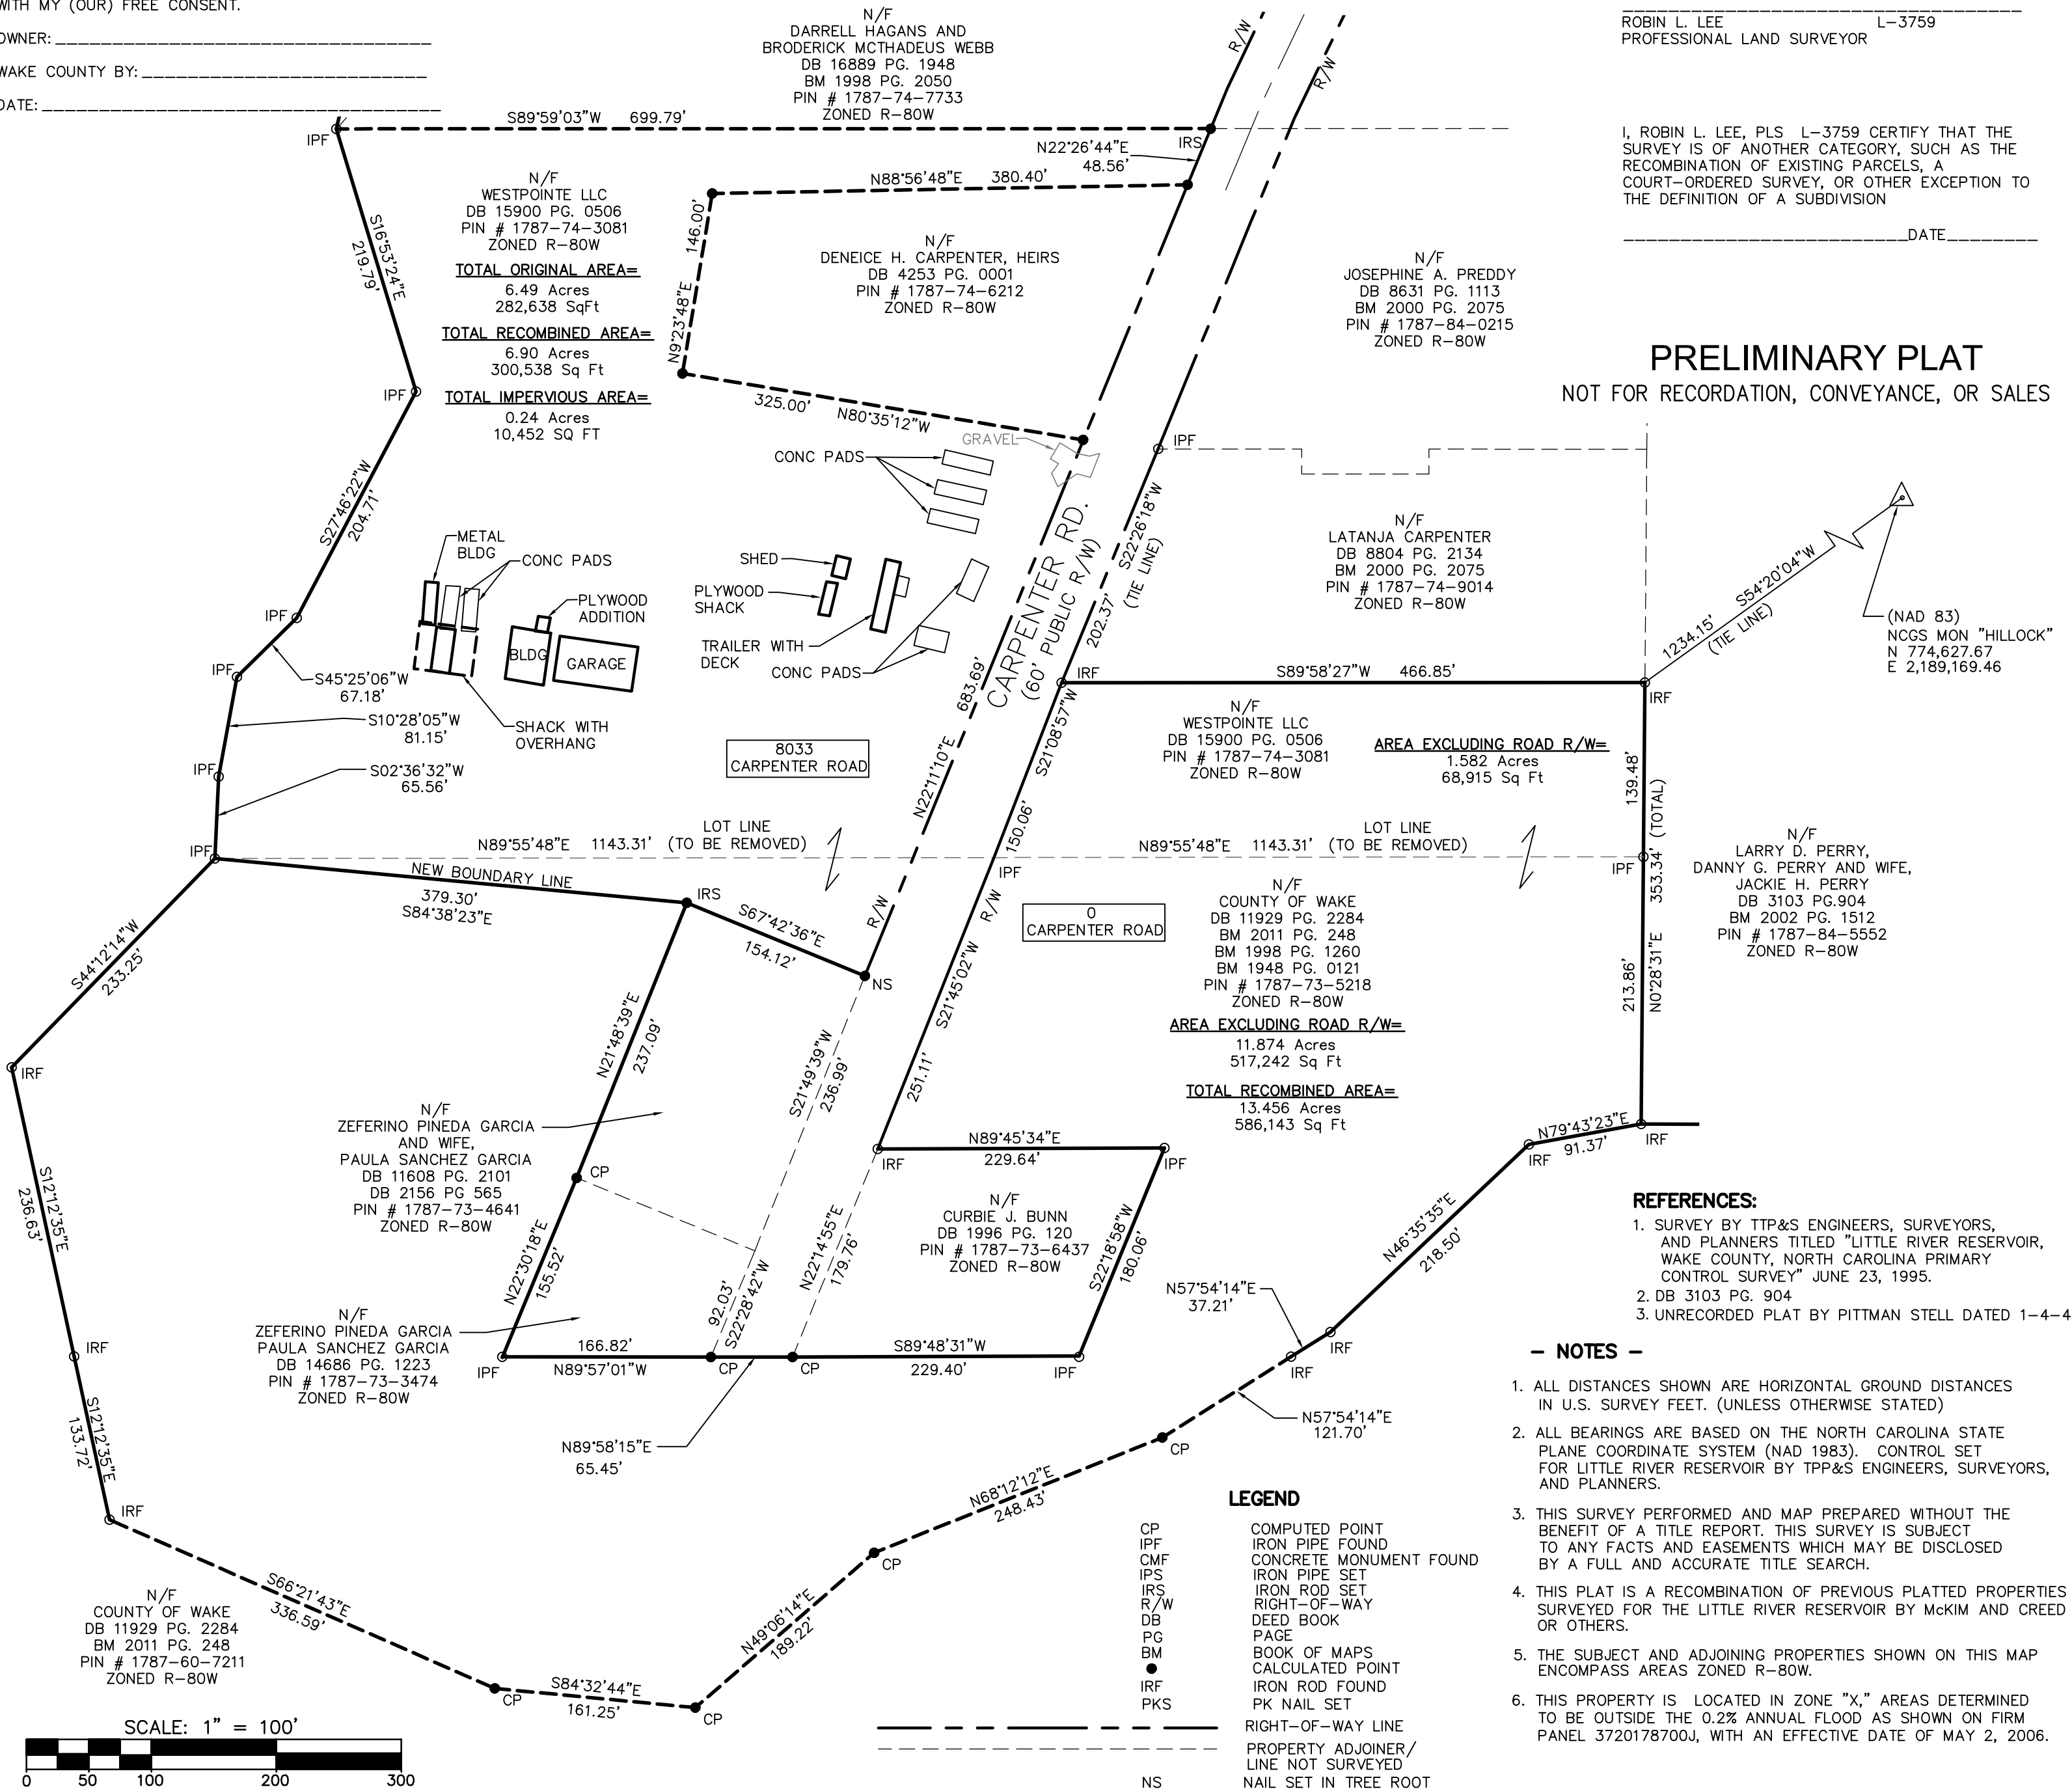 WITH MY (OUR) FREE CONSENT.
OWNER:
WAKE COUNTY BY:
DATE:
N/F
DARRELL HAGANS AND
BRODERICK MCTHADEUS WEBB
DB 16889 PG. 1948
BM 1998 PG. 2050
PIN # 1787-74-7733
ZONED R-80W
ROBIN L. LEE L-3759
PROFESSIONAL LAND SURVEYOR
I, ROBIN L. LEE, PLS L-3759 CERTIFY THAT THE
SURVEY IS OF ANOTHER CATEGORY, SUCH AS THE
RECOMBINATION OF EXISTING PARCELS, A
COURT-ORDERED SURVEY, OR OTHER EXCEPTION TO
THE DEFINITION OF A SUBDIVISION
DATE
PRELIMINARY PLAT
NOT FOR RECORDATION, CONVEYANCE, OR SALES
R/W
R/W
S89°59'03"W 699.79'
IPF
IRS
N22°26'44"E
48.56'
N88°56'48"E 380.40'
N/F
WESTPOINTE LLC
DB 15900 PG. 0506
PIN # 1787-74-3081
ZONED R-80W
TOTAL ORIGINAL AREA=
6.49 Acres
282,638 SqFt
TOTAL RECOMBINED AREA=
6.90 Acres
300,538 Sq Ft
TOTAL IMPERVIOUS AREA=
0.24 Acres
10,452 SQ FT
S16°53'24"E
219.79'
146.00'
N9°23'48"E
N/F
DENEICE H. CARPENTER, HEIRS
DB 4253 PG. 0001
PIN # 1787-74-6212
ZONED R-80W
N/F
JOSEPHINE A. PREDDY
DB 8631 PG. 1113
BM 2000 PG. 2075
PIN # 1787-84-0215
ZONED R-80W
IPF
325.00' N80°35'12"W
GRAVEL
CONC PADS
IPF
S27°46'22"W
204.71'
METAL
BLDG
CONC PADS
PLYWOOD
ADDITION
BLDG
GARAGE
SHACK WITH
OVERHANG
SHED
PLYWOOD
SHACK
TRAILER WITH
DECK
CONC PADS
CARPENTER RD.
(60' PUBLIC R/W)
S22°26'18"W
202.37' (TIE LINE)
N/F
LATANJA CARPENTER
DB 8804 PG. 2134
BM 2000 PG. 2075
PIN # 1787-74-9014
ZONED R-80W
1234.15' S54°20'04"W
(TIE LINE)
(NAD 83)
NCGS MON "HILLOCK"
N 774,627.67
E 2,189,169.46
IPF
IPF
S45°25'06"W
67.18'
S10°28'05"W
81.15'
IPF
S02°36'32"W
65.56'
8033
CARPENTER ROAD
N22°11'10"E 683.69'
IRF
S89°58'27"W 466.85'
IRF
S21°08'57"W
150.06'
N/F
WESTPOINTE LLC
DB 15900 PG. 0506
PIN # 1787-74-3081
ZONED R-80W
AREA EXCLUDING ROAD R/W=
1.582 Acres
68,915 Sq Ft
139.48'
353.34' (TOTAL)
N0°28'31"E
213.86'
IPF
N89°55'48"E 1143.31' (TO BE REMOVED)
LOT LINE
N89°55'48"E 1143.31' (TO BE REMOVED)
LOT LINE
IPF
IPF
N/F
LARRY D. PERRY,
DANNY G. PERRY AND WIFE,
JACKIE H. PERRY
DB 3103 PG.904
BM 2002 PG. 1512
PIN # 1787-84-5552
ZONED R-80W
NEW BOUNDARY LINE
379.30'
S84°38'23"E
IRS
S67°42'36"E
154.12'
R/W
R/W
NS
0
CARPENTER ROAD
N/F
COUNTY OF WAKE
DB 11929 PG. 2284
BM 2011 PG. 248
BM 1998 PG. 1260
BM 1948 PG. 0121
PIN # 1787-73-5218
ZONED R-80W
AREA EXCLUDING ROAD R/W=
11.874 Acres
517,242 Sq Ft
TOTAL RECOMBINED AREA=
13.456 Acres
586,143 Sq Ft
S44°12'14"W
233.25'
IRF
N21°48'39"E
237.09'
S21°49'39"W
236.99'
S21°45'02"W
251.11'
N/F
ZEFERINO PINEDA GARCIA
AND WIFE,
PAULA SANCHEZ GARCIA
DB 11608 PG. 2101
DB 2156 PG 565
PIN # 1787-73-4641
ZONED R-80W
CP
N89°45'34"E
229.64'
IRF
IPF
N79°43'23"E
91.37'
IRF
IRF
S12°12'35"E
236.63'
N22°30'18"E
155.52'
92.03'
S22°28'42"W
N22°14'55"E
179.76'
N/F
CURBIE J. BUNN
DB 1996 PG. 120
PIN # 1787-73-6437
ZONED R-80W
S22°18'58"W
180.06'
N46°35'35"E
218.50'
N57°54'14"E
37.21'
IRF
N/F
ZEFERINO PINEDA GARCIA
PAULA SANCHEZ GARCIA
DB 14686 PG. 1223
PIN # 1787-73-3474
ZONED R-80W
IPF
166.82'
N89°57'01"W
CP
CP
S89°48'31"W
229.40'
IPF
IRF
IRF
S12°12'35"E
133.72'
N89°58'15"E
65.45'
N57°54'14"E
121.70'
CP
N68°12'12"E
248.43'
IRF
CP
S66°21'43"E
336.59'
N49°06'14"E
189.22'
N/F
COUNTY OF WAKE
DB 11929 PG. 2284
BM 2011 PG. 248
PIN # 1787-60-7211
ZONED R-80W
CP
S84°32'44"E
161.25'
CP
SCALE: 1" = 100'
0 50 100 200 300
REFERENCES:
1. SURVEY BY TTP&S ENGINEERS, SURVEYORS,
AND PLANNERS TITLED "LITTLE RIVER RESERVOIR,
WAKE COUNTY, NORTH CAROLINA PRIMARY
CONTROL SURVEY" JUNE 23, 1995.
2. DB 3103 PG. 904
3. UNRECORDED PLAT BY PITTMAN STELL DATED 1-4-4
- NOTES -
1. ALL DISTANCES SHOWN ARE HORIZONTAL GROUND DISTANCES
IN U.S. SURVEY FEET. (UNLESS OTHERWISE STATED)
2. ALL BEARINGS ARE BASED ON THE NORTH CAROLINA STATE
PLANE COORDINATE SYSTEM (NAD 1983). CONTROL SET
FOR LITTLE RIVER RESERVOIR BY TPP&S ENGINEERS, SURVEYORS,
AND PLANNERS.
3. THIS SURVEY PERFORMED AND MAP PREPARED WITHOUT THE
BENEFIT OF A TITLE REPORT. THIS SURVEY IS SUBJECT
TO ANY FACTS AND EASEMENTS WHICH MAY BE DISCLOSED
BY A FULL AND ACCURATE TITLE SEARCH.
4. THIS PLAT IS A RECOMBINATION OF PREVIOUS PLATTED PROPERTIES
SURVEYED FOR THE LITTLE RIVER RESERVOIR BY McKIM AND CREED
OR OTHERS.
5. THE SUBJECT AND ADJOINING PROPERTIES SHOWN ON THIS MAP
ENCOMPASS AREAS ZONED R-80W.
6. THIS PROPERTY IS LOCATED IN ZONE "X," AREAS DETERMINED
TO BE OUTSIDE THE 0.2% ANNUAL FLOOD AS SHOWN ON FIRM
PANEL 3720178700J, WITH AN EFFECTIVE DATE OF MAY 2, 2006.
LEGEND
CP COMPUTED POINT
IPF IRON PIPE FOUND
CMF CONCRETE MONUMENT FOUND
IPS IRON PIPE SET
IRS IRON ROD SET
R/W RIGHT-OF-WAY
DB DEED BOOK
PG PAGE
BM BOOK OF MAPS
CALCULATED POINT
IRF IRON ROD FOUND
PKS PK NAIL SET
RIGHT-OF-WAY LINE
PROPERTY ADJOINER/
LINE NOT SURVEYED
NS NAIL SET IN TREE ROOT